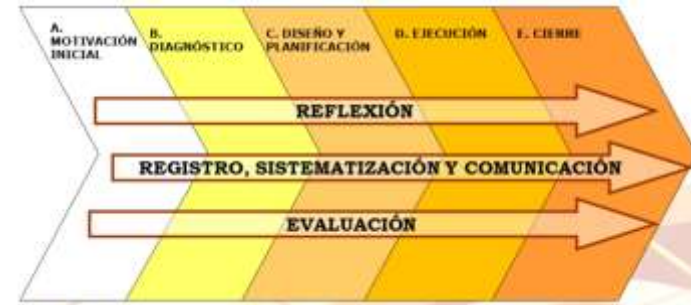 A.
MOTIVACIÓN
INICIAL
B.
DIAGNÓSTICO
C. DISEÑO Y
PLANIFICACIÓN
D. EJECUCIÓN
E. CIERRE
REFLEXIÓN
REGISTRO, SISTEMATIZACIÓN Y COMUNICACIÓN
EVALUACIÓN